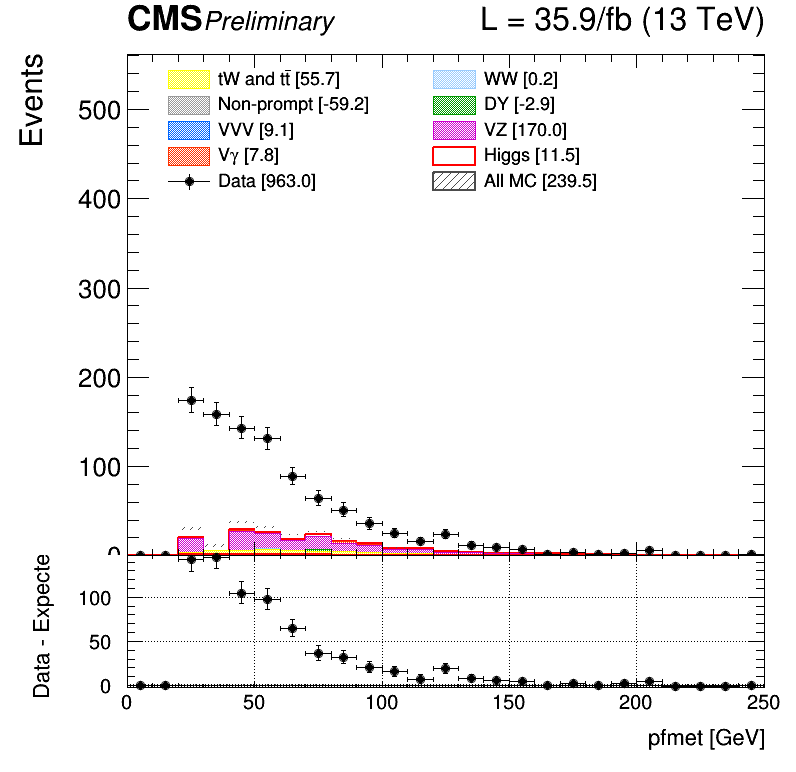 CMS Preliminary L = 35.9/fb (13 TeV)
Events
tW and tt̄ [55.7]
Non-prompt [-59.2]
VVV [9.1]
Vγ [7.8]
Data [963.0]
WW [0.2]
DY [-2.9]
VZ [170.0]
Higgs [11.5]
All MC [239.5]
500
400
300
200
100
0
Data - Expecte
100
50
0
0 50 100 150 200 250
pfmet [GeV]